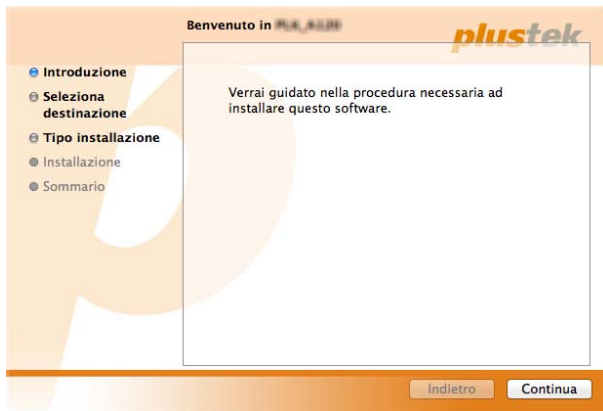 Benvenuto in
plustek
Introduzione
Seleziona
destinazione
Tipo installazione
Installazione
Sommario
Verrai guidato nella procedura necessaria ad
installare questo software.
Indietro
Continua